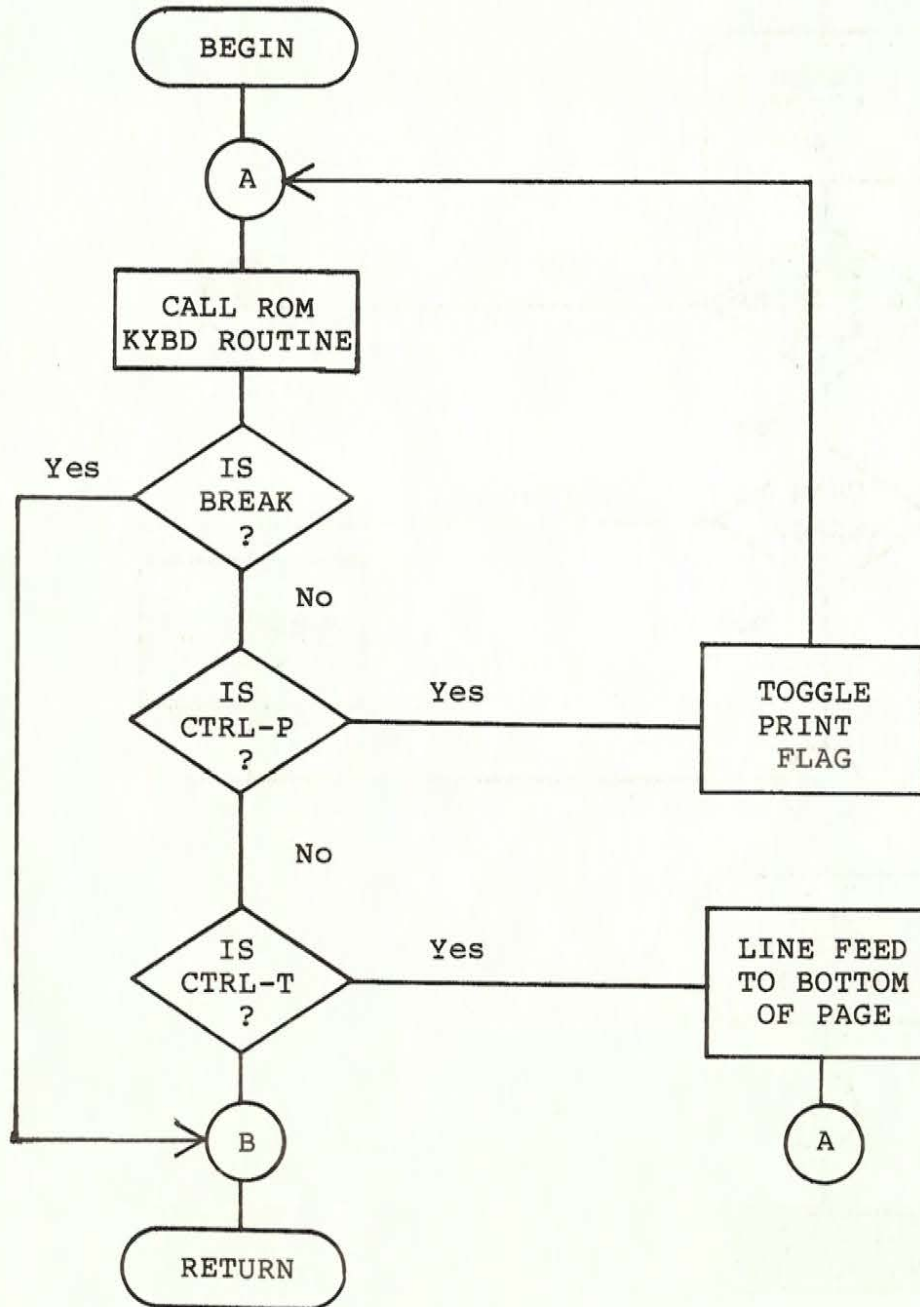 BEGIN
A
CALL ROM
KYBD ROUTINE
Yes
IS
BREAK
?
No
IS
CTRL-P
?
Yes
TOGGLE
PRINT
FLAG
No
IS
CTRL-T
?
Yes
LINE FEED
TO BOTTOM
OF PAGE
B
A
RETURN